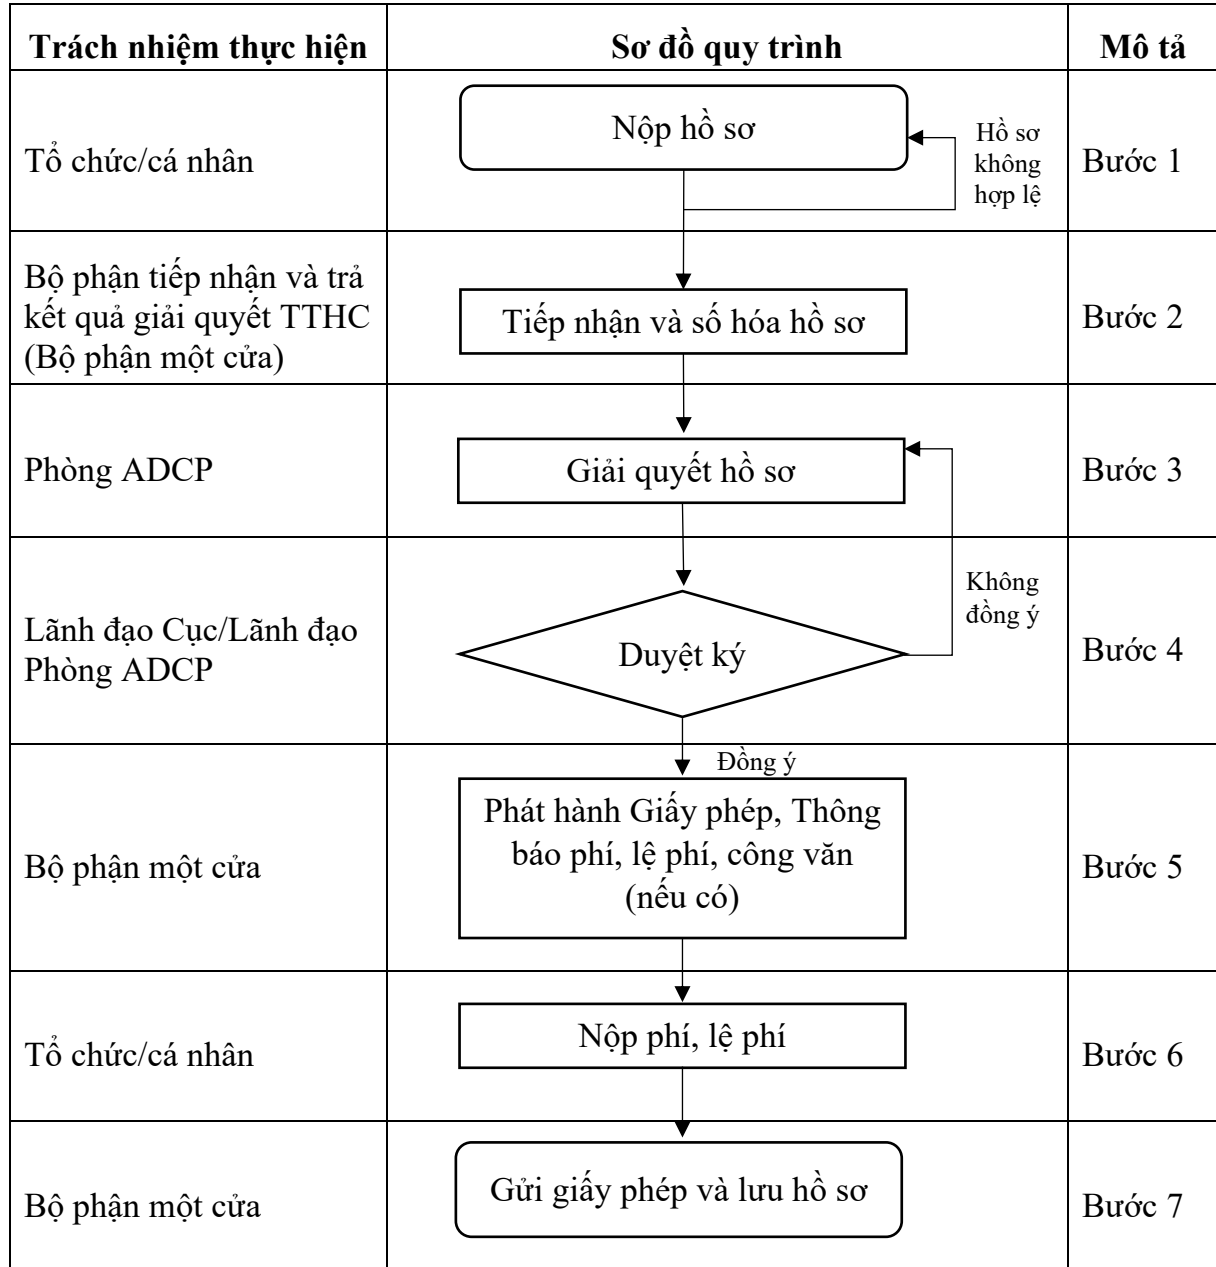 Trách nhiệm thực hiện
Sơ đồ quy trình
Mô tả
Tổ chức/cá nhân
Nộp hồ sơ
Hồ sơ
không
hợp lệ
Bước 1
Bộ phận tiếp nhận và trả
kết quả giải quyết TTHC
(Bộ phận một cửa)
Tiếp nhận và số hóa hồ sơ
Bước 2
Phòng ADCP
Giải quyết hồ sơ
Bước 3
Lãnh đạo Cục/Lãnh đạo
Phòng ADCP
Duyệt ký
Không
đồng ý
Bước 4
Đồng ý
Bộ phận một cửa
Phát hành Giấy phép, Thông
báo phí, lệ phí, công văn
(nếu có)
Bước 5
Tổ chức/cá nhân
Nộp phí, lệ phí
Bước 6
Bộ phận một cửa
Gửi giấy phép và lưu hồ sơ
Bước 7